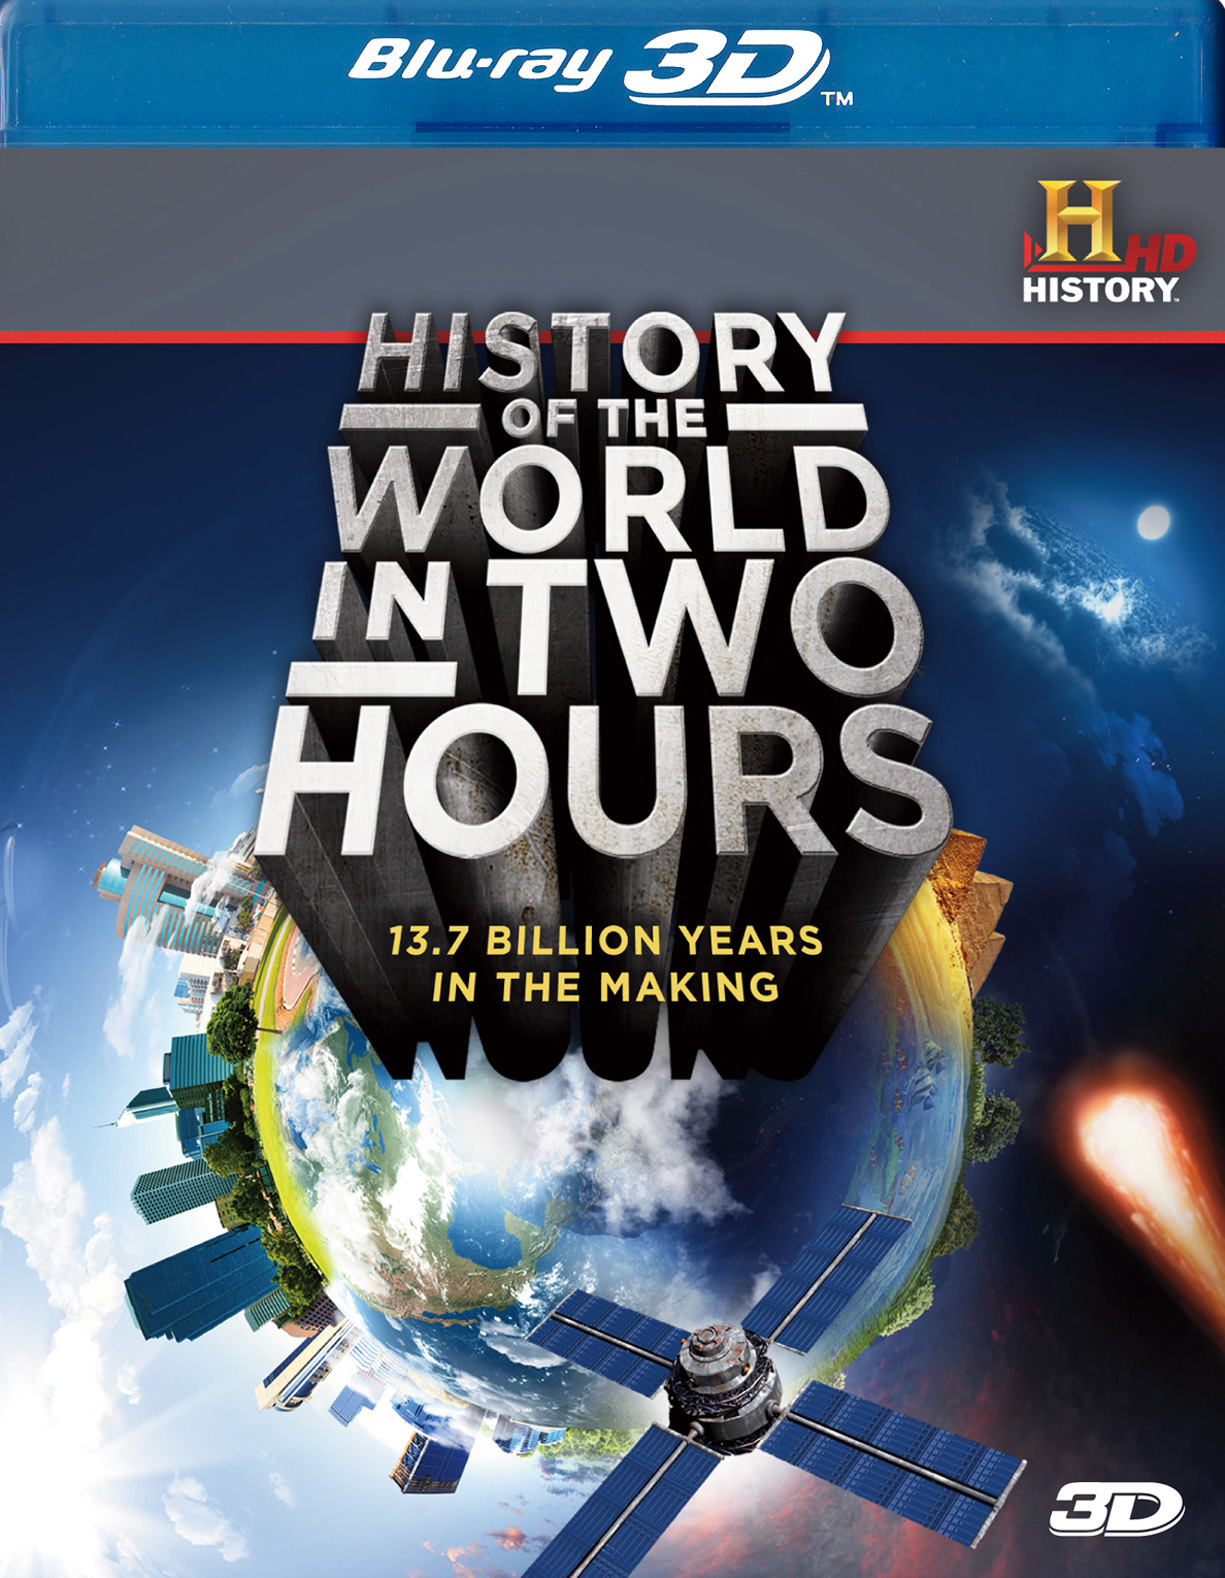 Blu-ray 3D™
H HD
HISTORY™
HISTORY
OF THE
WORLD
IN TWO
HOURS
13.7 BILLION YEARS
IN THE MAKING
3D